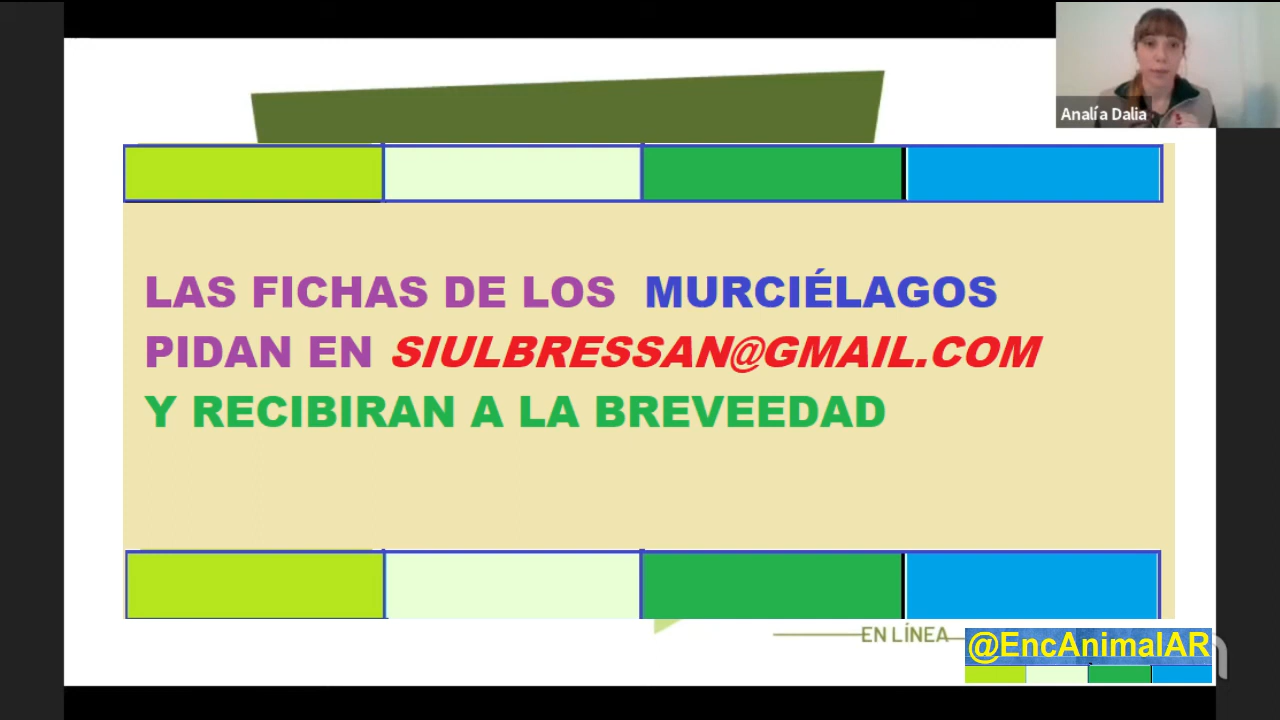 Analía Dalia
LAS FICHAS DE LOS MURCIÉLAGOS
PIDAN EN SIULBRESSAN@GMAIL.COM
Y RECIBIRAN A LA BREVEEDAD
EN LÍNEA
@EncAnimalAR